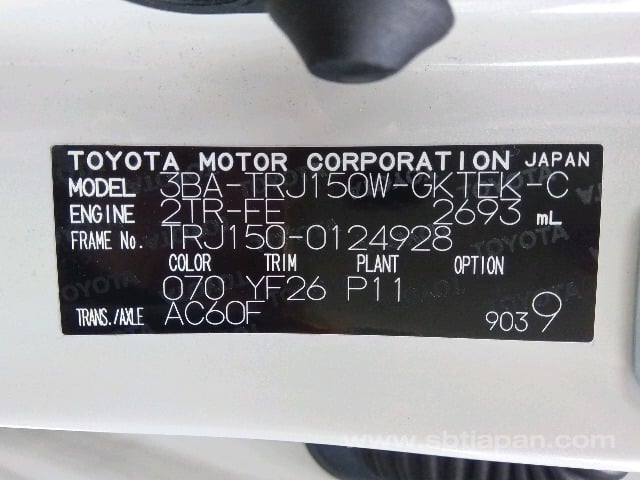 TOYOTA MOTOR CORPORATION JAPAN
MODEL 3BA-TRJ150W-GKTEK-C
ENGINE 2TR-FE 2693 mL
FRAME No. TRJ150-0124928
COLOR TRIM PLANT OPTION
070 YF26 P11
TRANS./AXLE AC60F 9039
www.sbtjapan.com